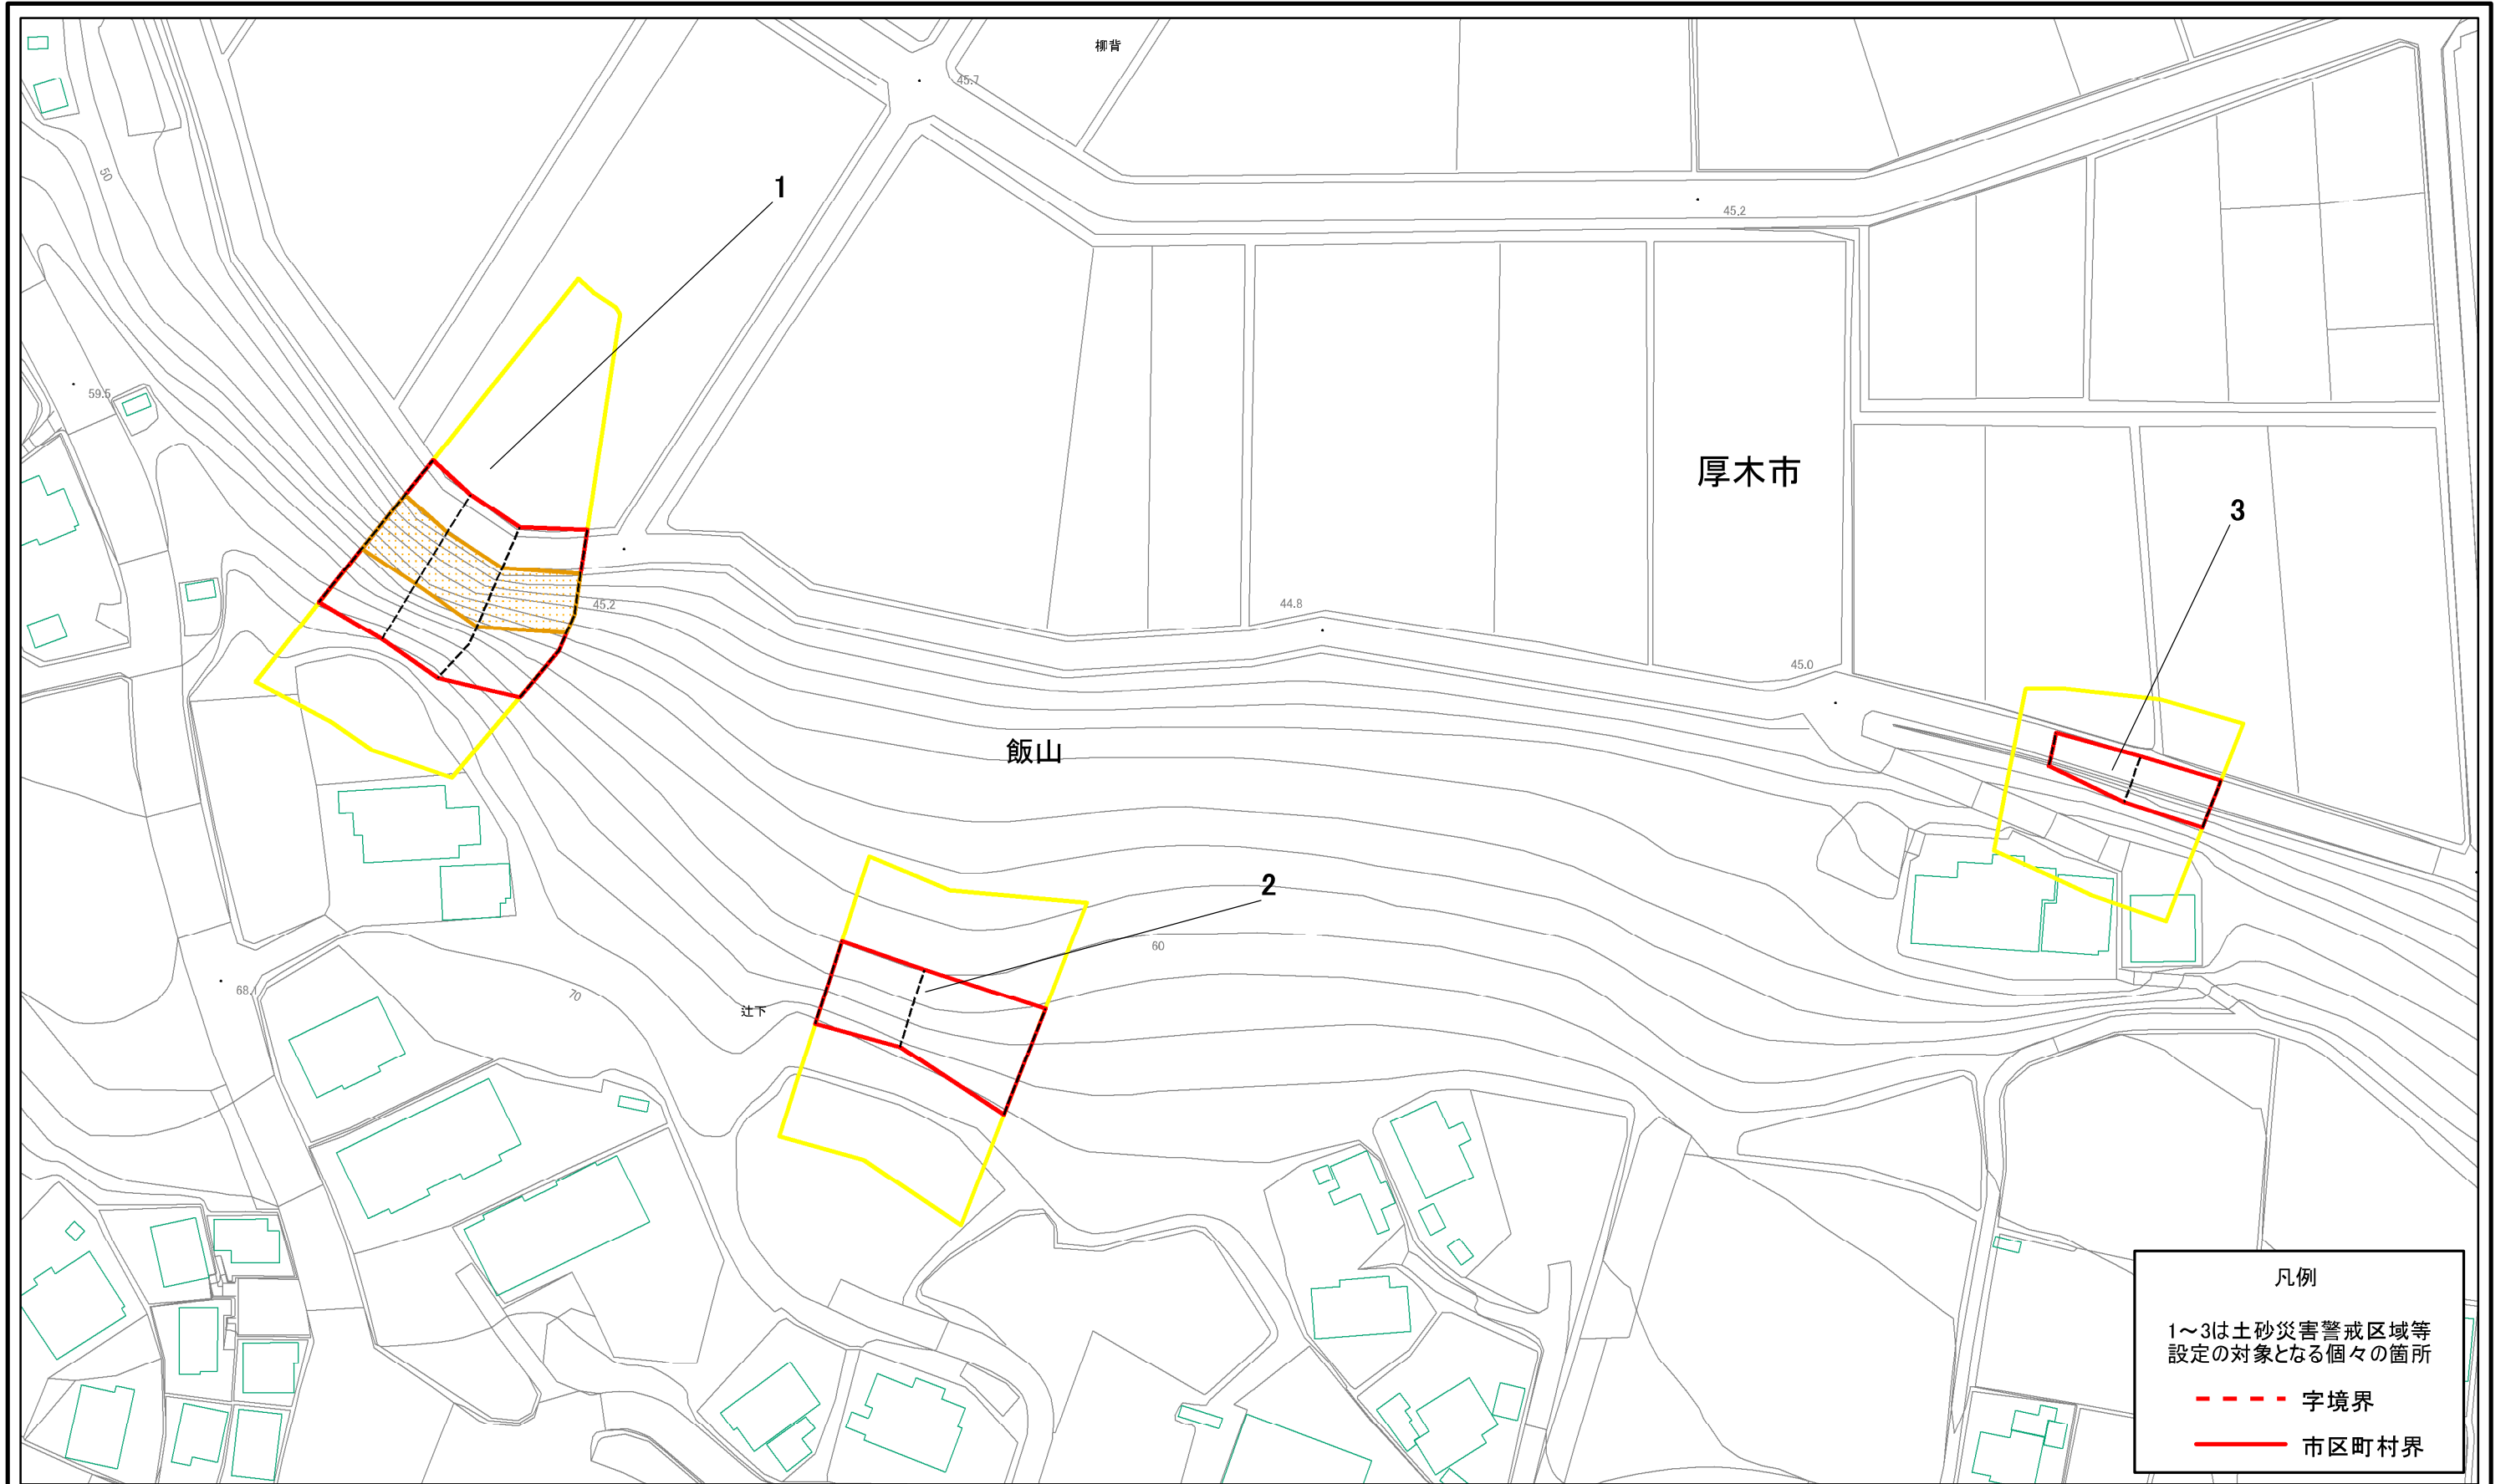 柳背
45.7
1
50
45.2
59.5
厚木市
3
45.2
44.8
45.0
飯山
2
60
68.1
70
辻下
凡例
1～3は土砂災害警戒区域等
設定の対象となる個々の箇所
字境界
市区町村界